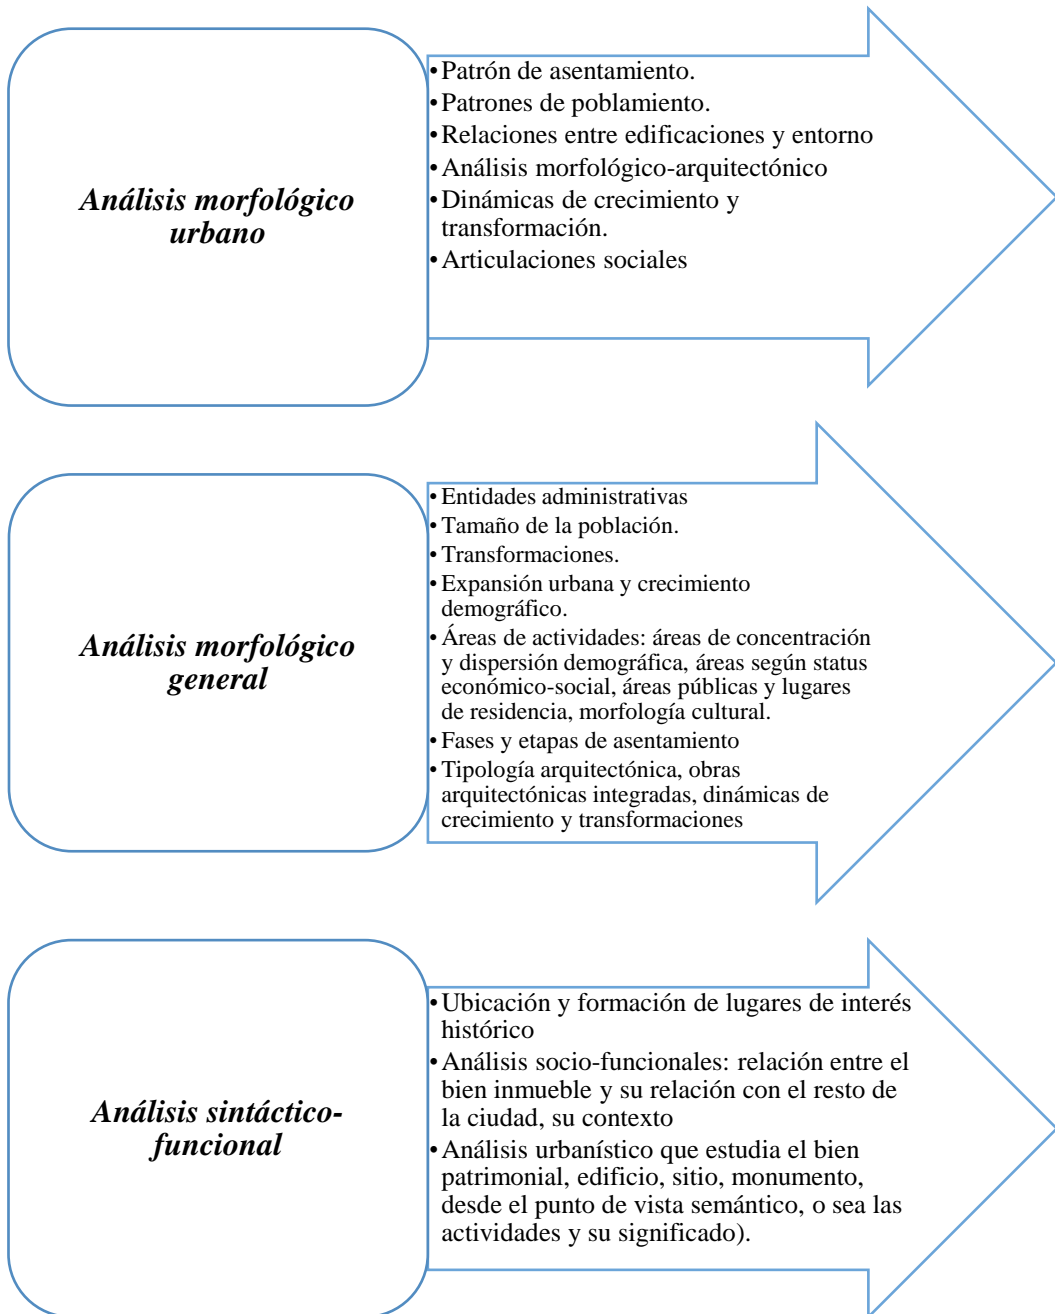 Análisis morfológico
urbano
•Patrón de asentamiento.
•Patrones de poblamiento.
•Relaciones entre edificaciones y entorno
•Análisis morfológico-arquitectónico
•Dinámicas de crecimiento y
transformación.
•Articulaciones sociales
Análisis morfológico
general
•Entidades administrativas
•Tamaño de la población.
•Transformaciones.
•Expansión urbana y crecimiento
demográfico.
•Áreas de actividades: áreas de concentración
y dispersión demográfica, áreas según status
económico-social, áreas públicas y lugares
de residencia, morfología cultural.
•Fases y etapas de asentamiento
•Tipología arquitectónica, obras
arquitectónicas integradas, dinámicas de
crecimiento y transformaciones
Análisis sintáctico-
funcional
•Ubicación y formación de lugares de interés
histórico
•Análisis socio-funcionales: relación entre el
bien inmueble y su relación con el resto de
la ciudad, su contexto
•Análisis urbanístico que estudia el bien
patrimonial, edificio, sitio, monumento,
desde el punto de vista semántico, o sea las
actividades y su significado).